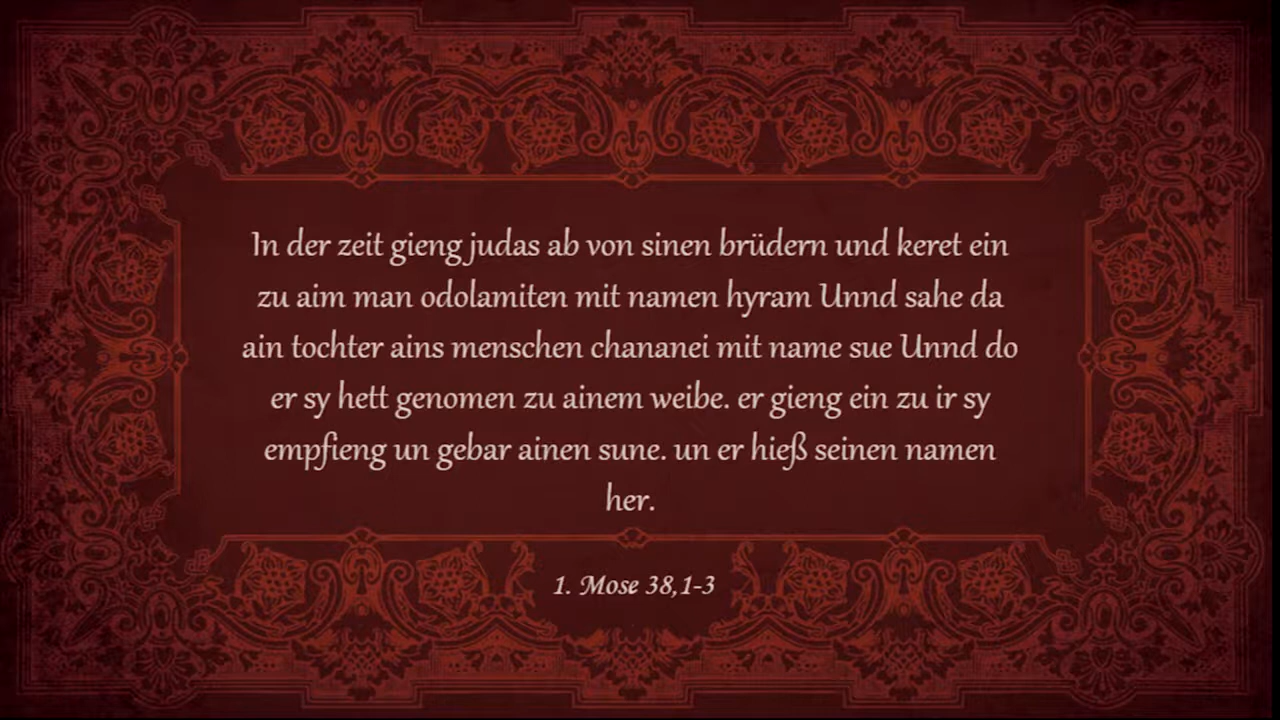 In der zeit gieng judas ab von sinen brüdern und keret ein
zu aim man odolamiten mit namen hyram Unnd sahe da
ain tochter ains menschen chananei mit name sue Unnd do
er sy hett genomen zu ainem weibe. er gieng ein zu ir sy
empfieng un gebar ainen sune. un er hieß seinen namen
her.
1. Mose 38,1-3